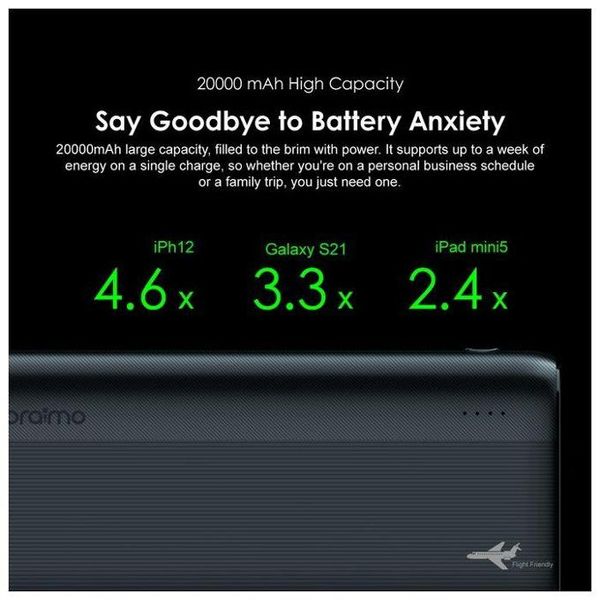 20000 mAh High Capacity
Say Goodbye to Battery Anxiety
20000mAh large capacity, filled to the brim with power. It supports up to a week of
energy on a single charge, so whether you're on a personal business schedule
or a family trip, you just need one.
iPh12
Galaxy S21
iPad mini5
4.6 x
3.3 x
2.4 x
oraimo
Flight Friendly